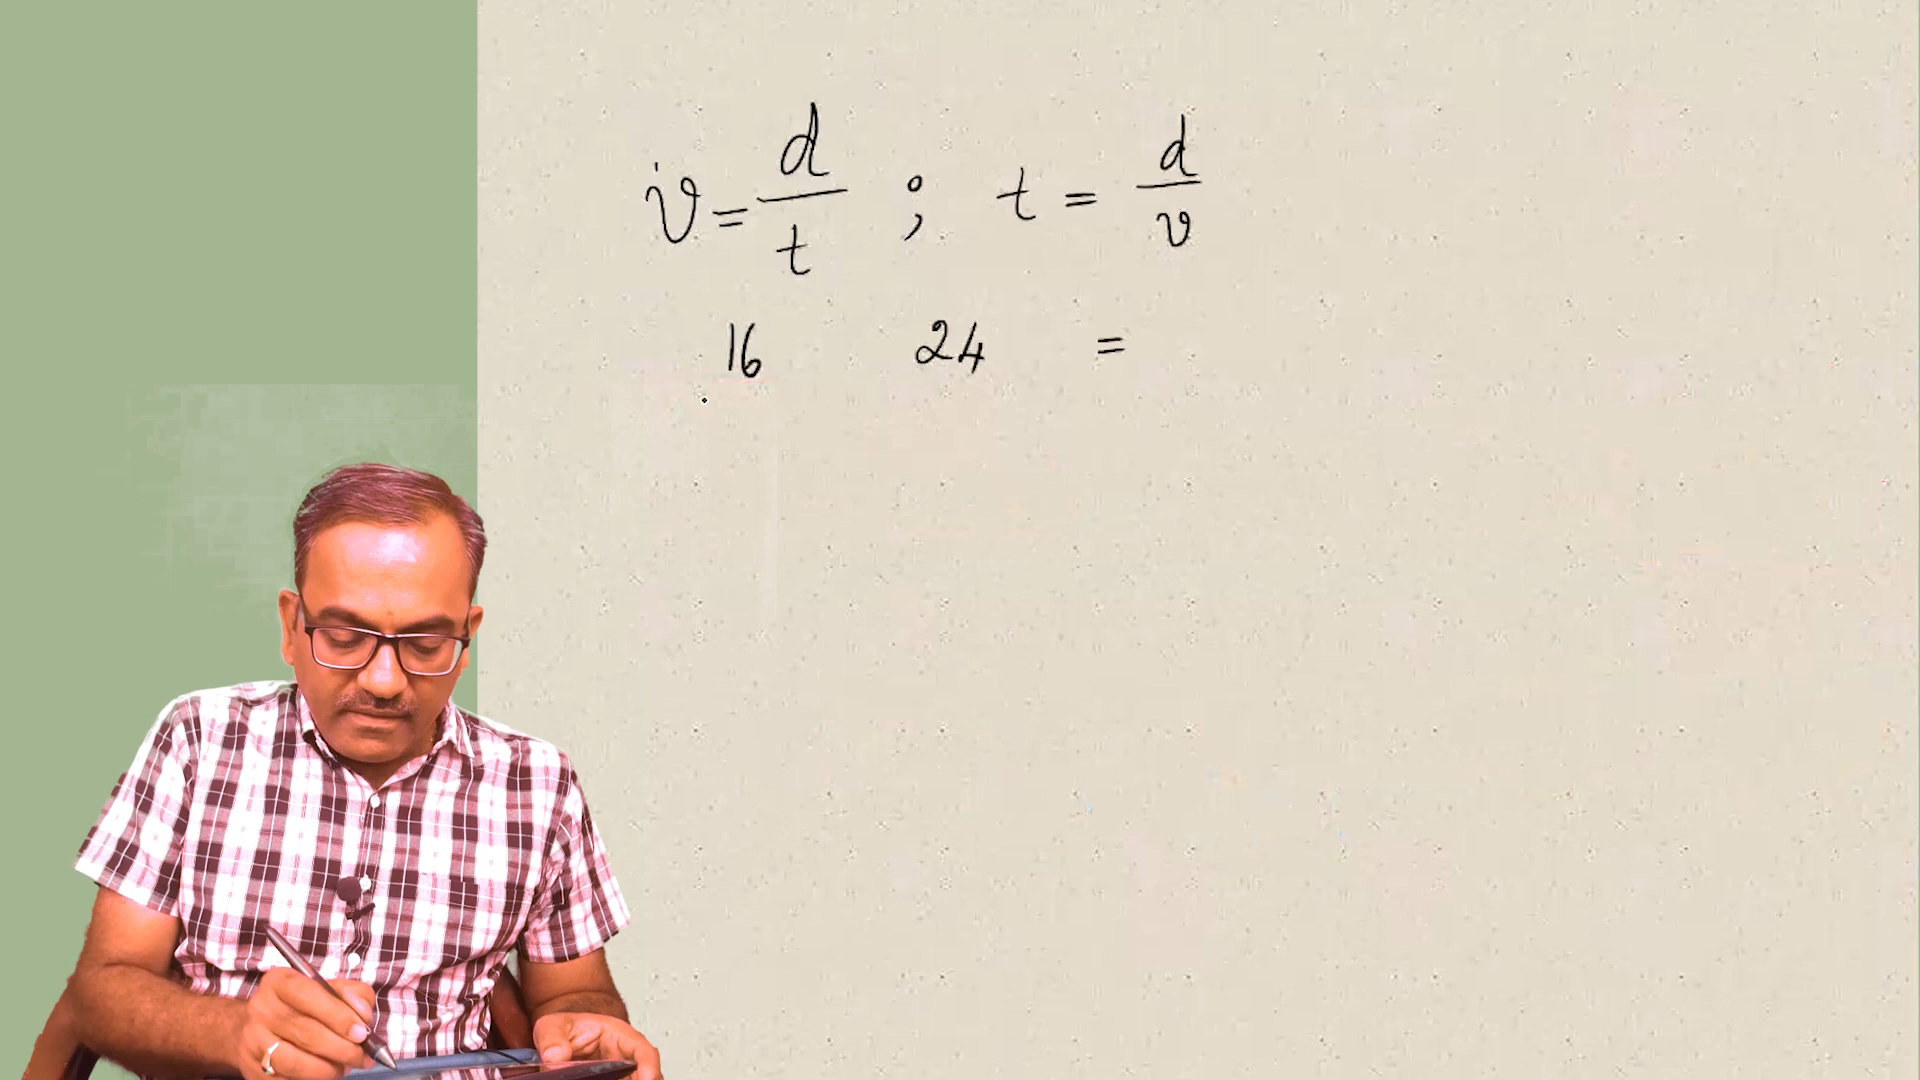 v = d/t ; t = d/v
16 24 =